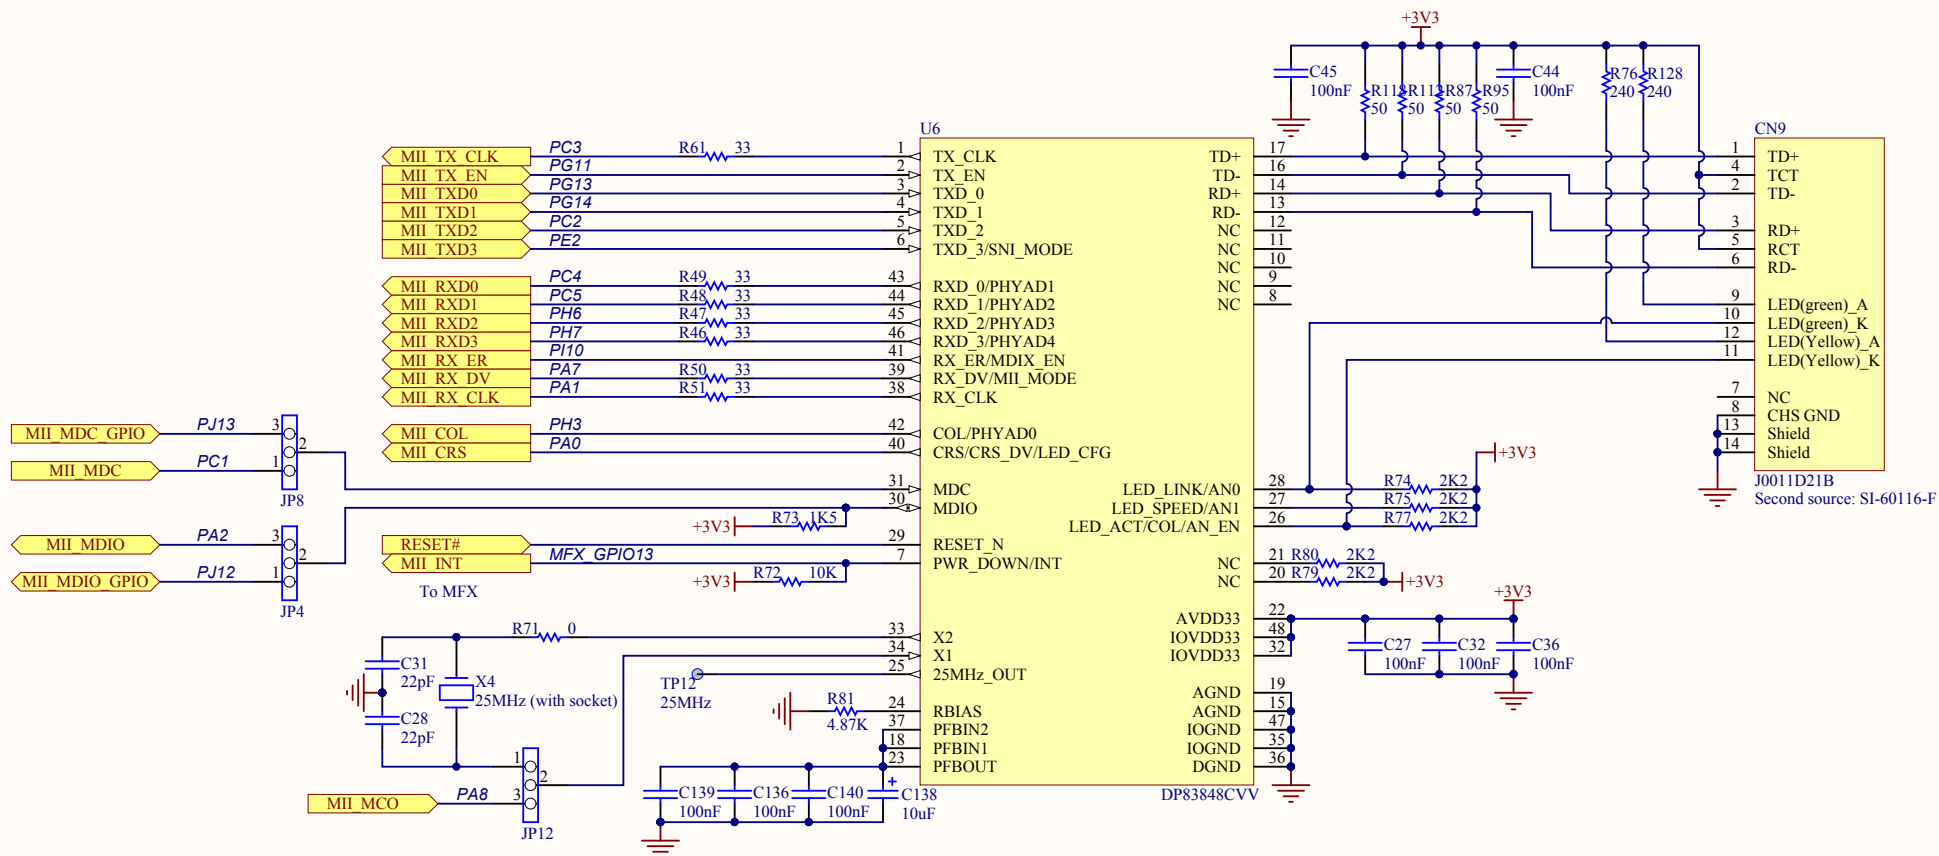 +3V3
C45
100nF
R118
50
R113
50
R87
50
R95
50
C44
100nF
R76
240
R128
240
U6
CN9
MII_TX_CLK PC3 R61 33 1 TX_CLK TD+ 17 1 TD+
MII_TX_EN PG11 2 TX_EN TD- 16 4 TCT
MII_TXD0 PG13 3 TXD_0 RD+ 14 2 TD-
MII_TXD1 PG14 4 TXD_1 RD- 13
MII_TXD2 PC2 5 TXD_2 NC 12 3 RD+
MII_TXD3 PE2 6 TXD_3/SNI_MODE NC 11 5 RCT
NC 10 6 RD-
MII_RXD0 PC4 R49 33 43 RXD_0/PHYAD1 NC 9
MII_RXD1 PC5 R48 33 44 RXD_1/PHYAD2 NC 8 9 LED(green)_A
MII_RXD2 PH6 R47 33 45 RXD_2/PHYAD3 10 LED(green)_K
MII_RXD3 PH7 R46 33 46 RXD_3/PHYAD4 12 LED(Yellow)_A
MII_RX_ER PI10 41 RX_ER/MDIX_EN 11 LED(Yellow)_K
MII_RX_DV PA7 R50 33 39 RX_DV/MII_MODE
MII_RX_CLK PA1 R51 33 38 RX_CLK 7 NC
8 CHS GND
MII_MDC_GPIO PJ13 3 MII_COL PH3 42 COL/PHYAD0 13 Shield
2 MII_CRS PA0 40 CRS/CRS_DV/LED_CFG +3V3 14 Shield
MII_MDC PC1 1
JP8 31 MDC LED_LINK/AN0 28 R74 2K2 J0011D21B
30 MDIO LED_SPEED/AN1 27 R75 2K2 Second source: SI-60116-F
+3V3 R73 1K5 LED_ACT/COL/AN_EN 26 R77 2K2
MII_MDIO PA2 3 RESET# 29 RESET_N
2 MII_INT MFX_GPIO13 7 PWR_DOWN/INT NC 21 R80 2K2
MII_MDIO_GPIO PJ12 1 +3V3 R72 10K NC 20 R79 2K2 +3V3
To MFX
JP4
+3V3
AVDD33 22
R71 0 33 X2 IOVDD33 48
34 X1 IOVDD33 32
C27
100nF
C32
100nF
C36
100nF
25 25MHz_OUT
C31
22pF
X4
25MHz (with socket)
TP12
25MHz
C28
22pF
AGND 19
R81
4.87K
24 RBIAS AGND 15
37 PFBIN2 IOGND 47
18 PFBIN1 IOGND 35
23 PFBOUT DGND 36
1
2
MII_MCO PA8 3
JP12
C139
100nF
C136
100nF
C140
100nF
+
C138
10uF
DP83848CVV